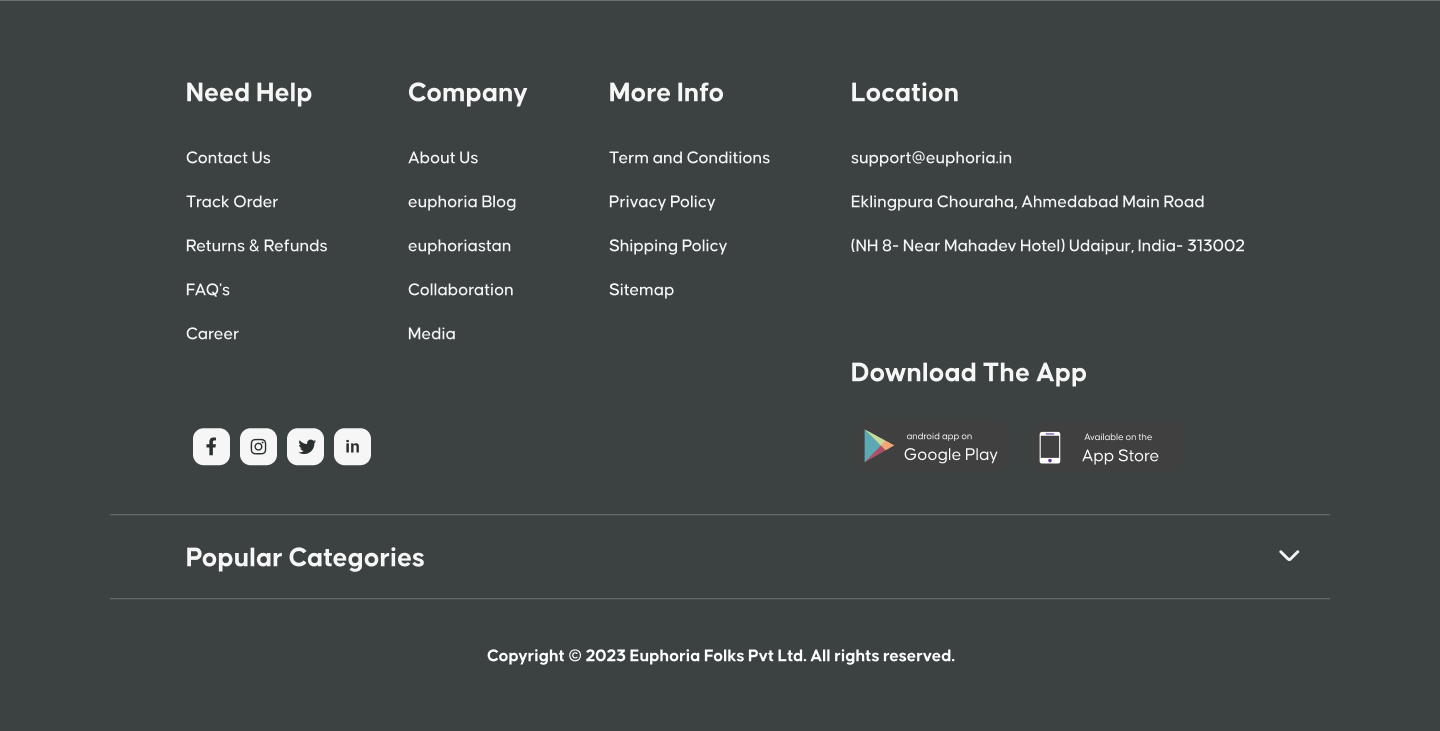 Need Help
Contact Us
Track Order
Returns & Refunds
FAQ's
Career
Company
About Us
euphoria Blog
euphoriastan
Collaboration
Media
More Info
Term and Conditions
Privacy Policy
Shipping Policy
Sitemap
Location
support@euphoria.in
Eklingpura Chouraha, Ahmedabad Main Road
(NH 8- Near Mahadev Hotel) Udaipur, India- 313002
Download The App
android app on
Google Play
Available on the
App Store
f
in
Popular Categories
Copyright © 2023 Euphoria Folks Pvt Ltd. All rights reserved.